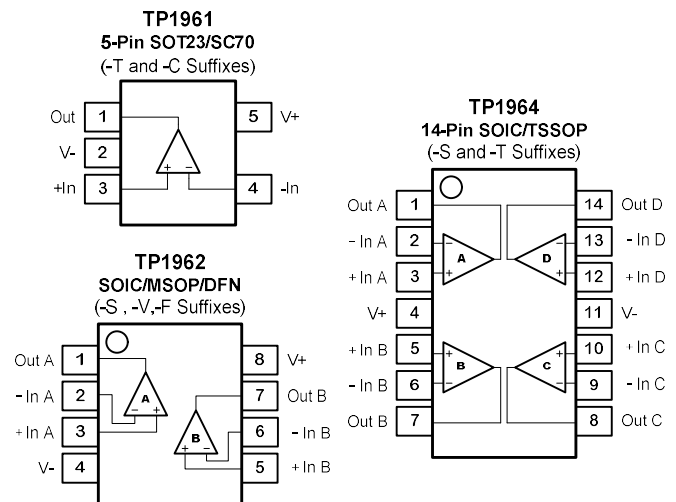 TP1961
5-Pin SOT23/SC70
(-T and -C Suffixes)
Out 1 5 V+
V- 2
+In 3 4 -In
+ −
TP1962
SOIC/MSOP/DFN
(-S , -V,-F Suffixes)
Out A 1 8 V+
- In A 2 7 Out B
+ In A 3 6 - In B
V- 4 5 + In B
A
− +
B
+ −
TP1964
14-Pin SOIC/TSSOP
(-S and -T Suffixes)
Out A 1 14 Out D
- In A 2 − − 13 - In D
A D
+ In A 3 + + 12 + In D
V+ 4 11 V-
+ In B 5 + + 10 + In C
B C
- In B 6 − − 9 - In C
Out B 7 8 Out C